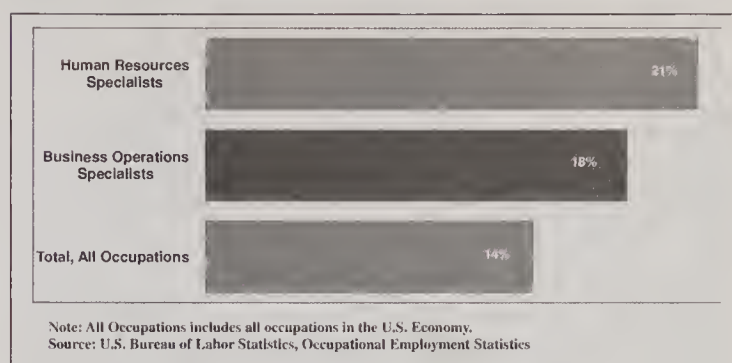 Human Resources
Specialists
21%
Business Operations
Specialists
18%
Total, All Occupations
14%
Note: All Occupations includes all occupations in the U.S. Economy.
Source: U.S. Bureau of Labor Statistics, Occupational Employment Statistics